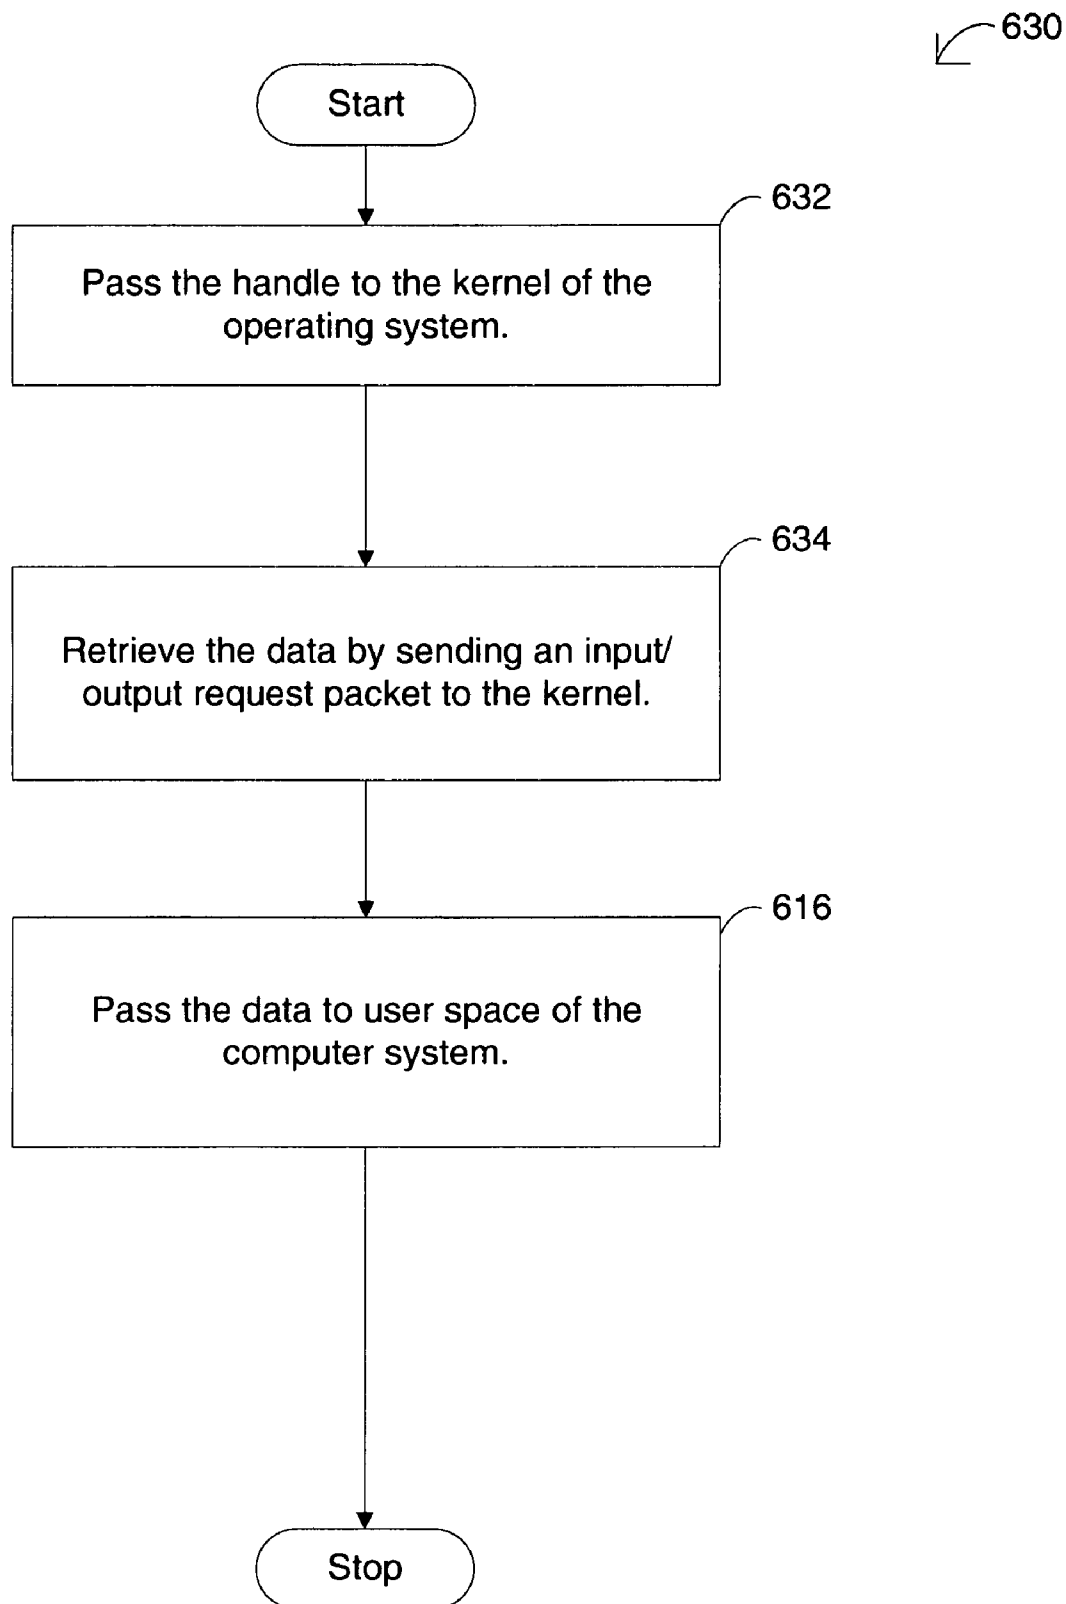 630
Start
632
Pass the handle to the kernel of the
operating system.
634
Retrieve the data by sending an input/
output request packet to the kernel.
616
Pass the data to user space of the
computer system.
Stop